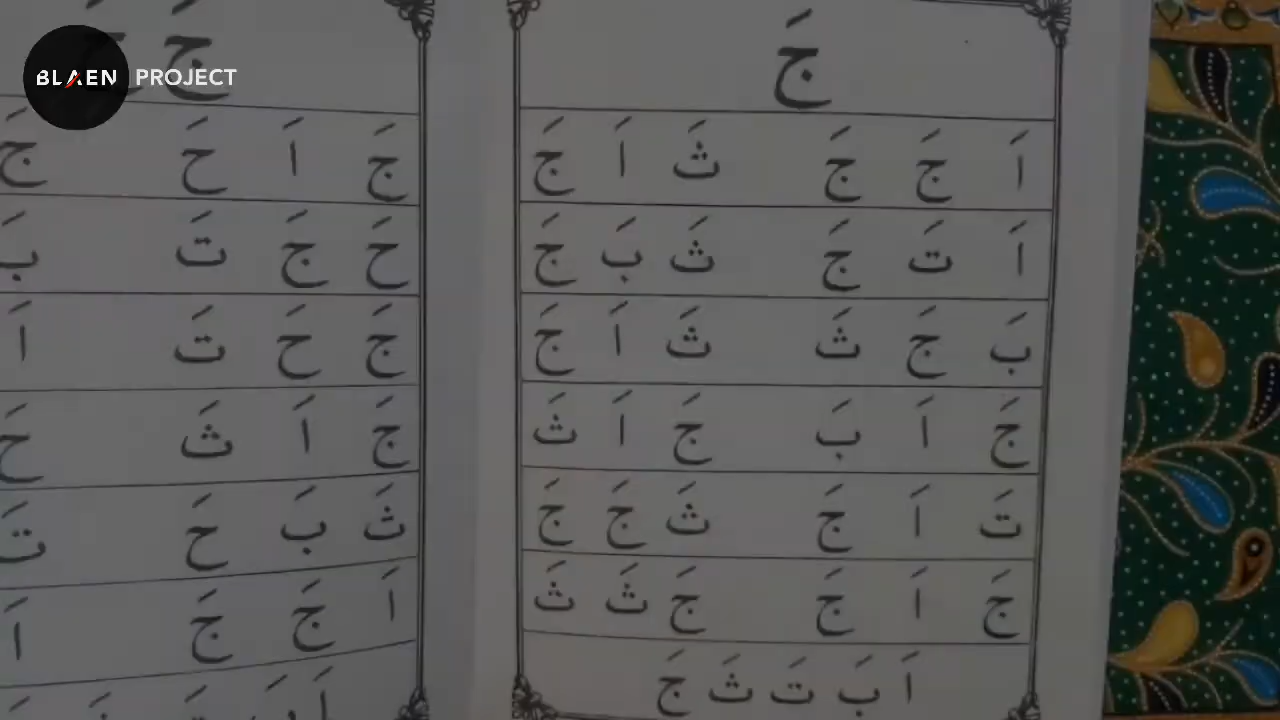 BLAEN PROJECT
جَ
اَ جَ جَ ثَ اَ جَ
اَ تَ جَ ثَ بَ جَ
بَ جَ ثَ ثَ اَ جَ
جَ اَ بَ جَ اَ ثَ
تَ اَ جَ ثَ جَ جَ
جَ اَ جَ جَ ثَ ثَ
اَ بَ تَ ثَ جَ
جَ
جَ اَ حَ جَ
حَ جَ تَ بَ
جَ حَ تَ اَ
جَ اَ ثَ حَ
ثَ بَ حَ تَ
اَ جَ جَ اَ